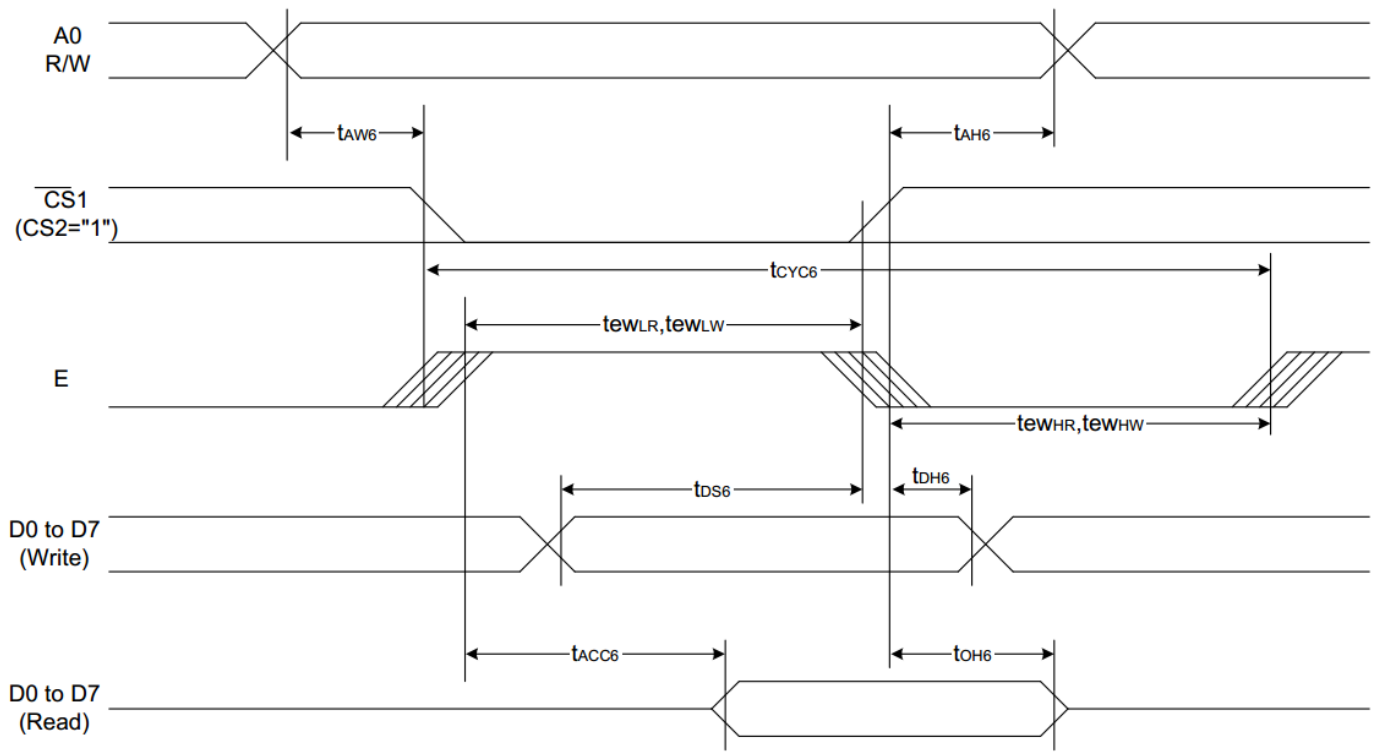 A0
R/W
tAW6
tAH6
CS1
(CS2="1")
tCYC6
tewLR,tewLW
E
tewHR,tewHW
tDS6
tDH6
D0 to D7
(Write)
tACC6
tOH6
D0 to D7
(Read)